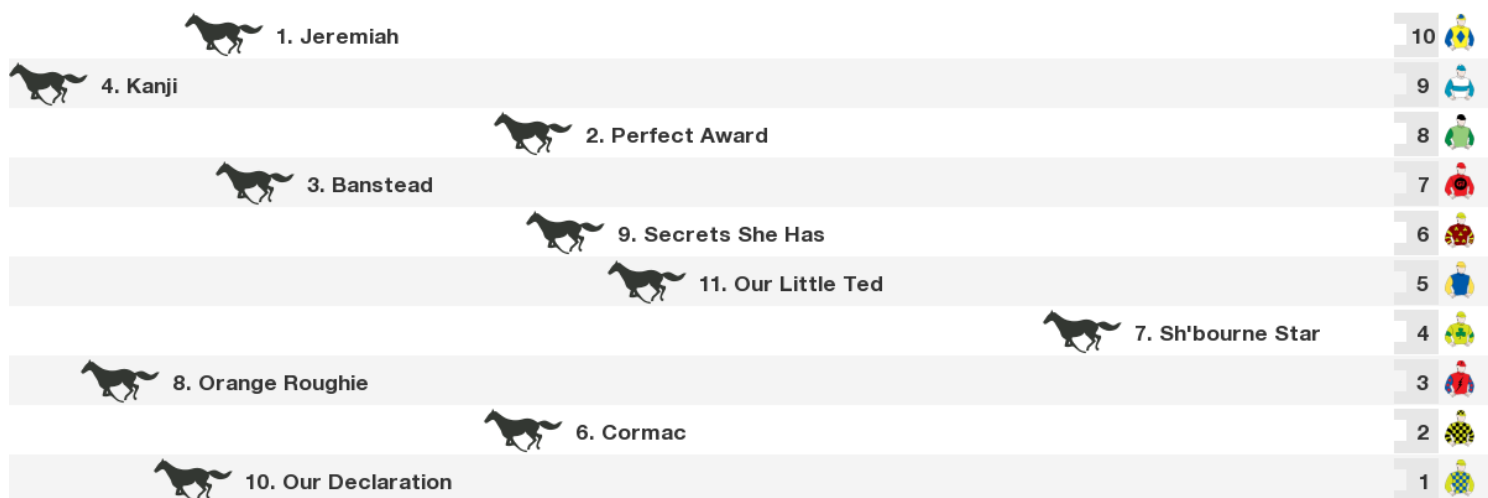 1. Jeremiah 10
4. Kanji 9
2. Perfect Award 8
3. Banstead 7
9. Secrets She Has 6
11. Our Little Ted 5
7. Sh'bourne Star 4
8. Orange Roughie 3
6. Cormac 2
10. Our Declaration 1